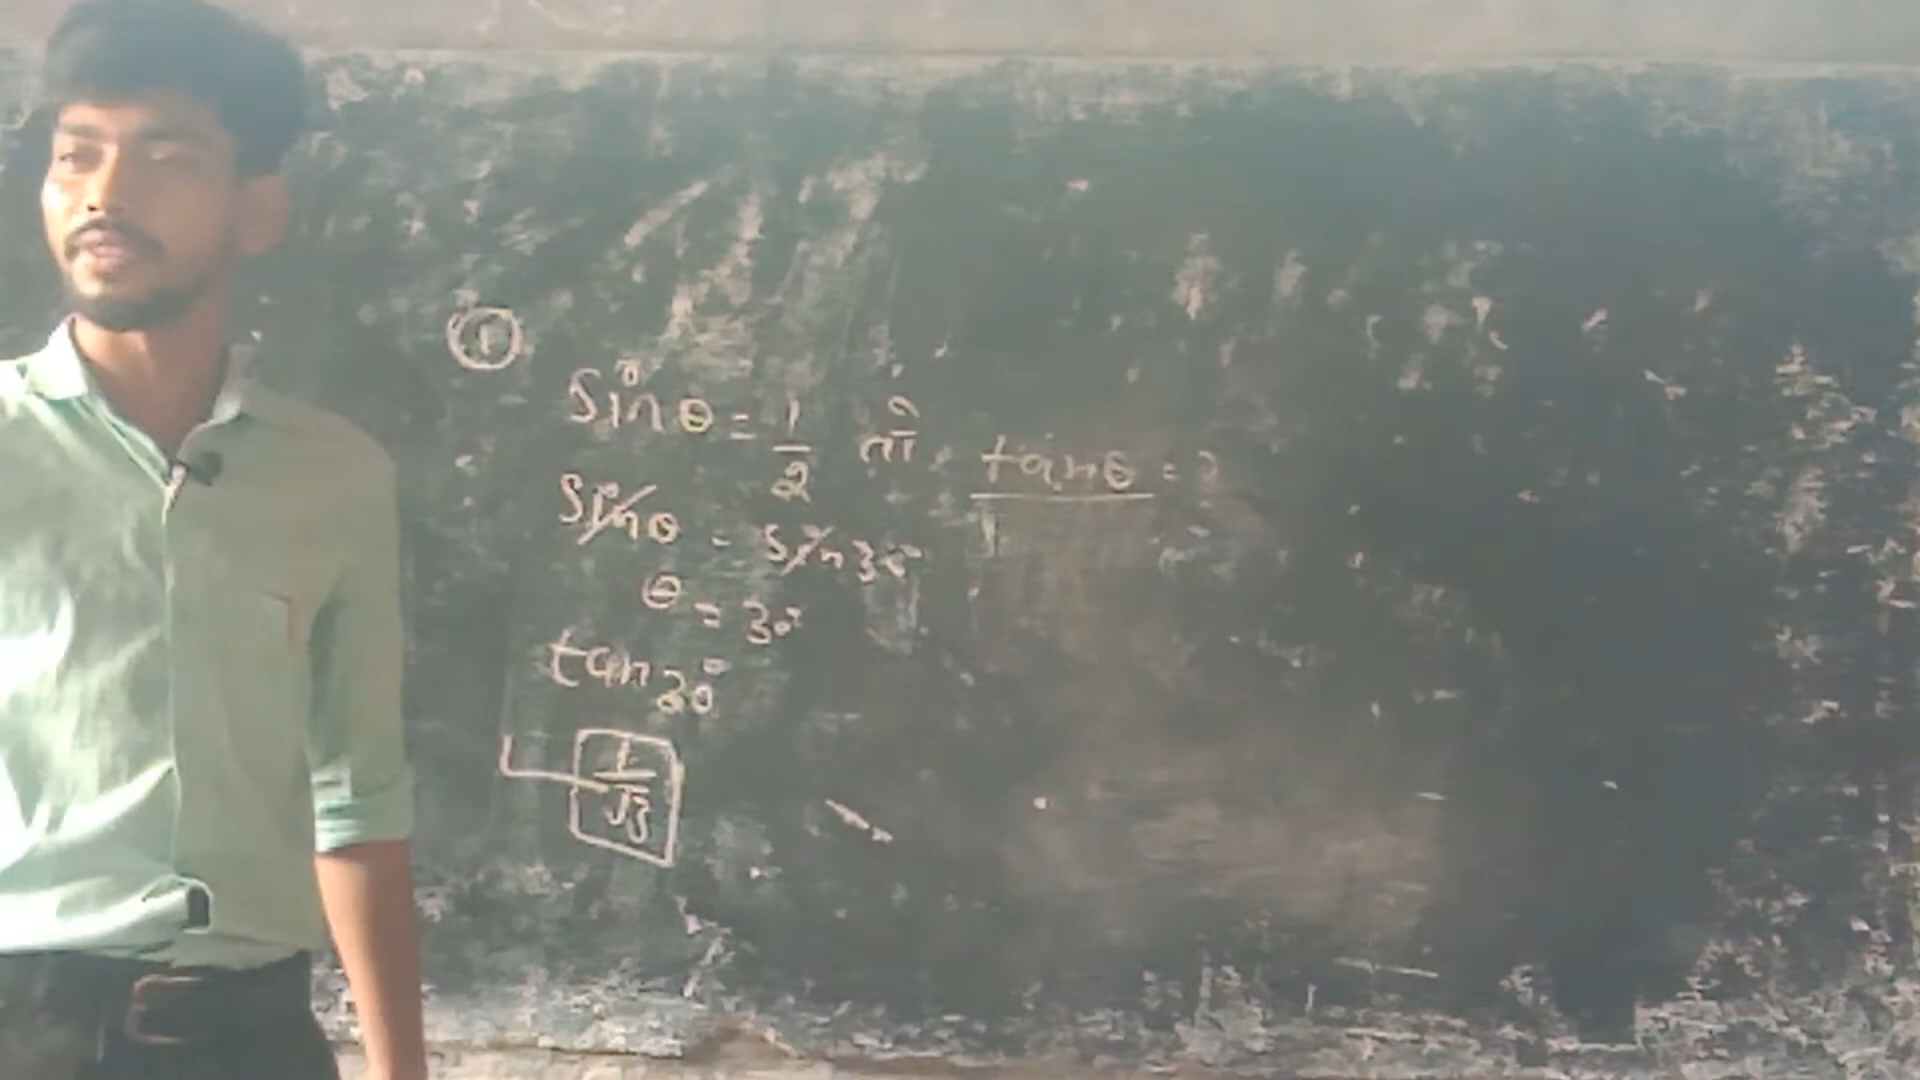 ①
Sinθ = 1/2 तो tanθ = ?
Sinθ = Sin30°
θ = 30°
tan30°
1/√3